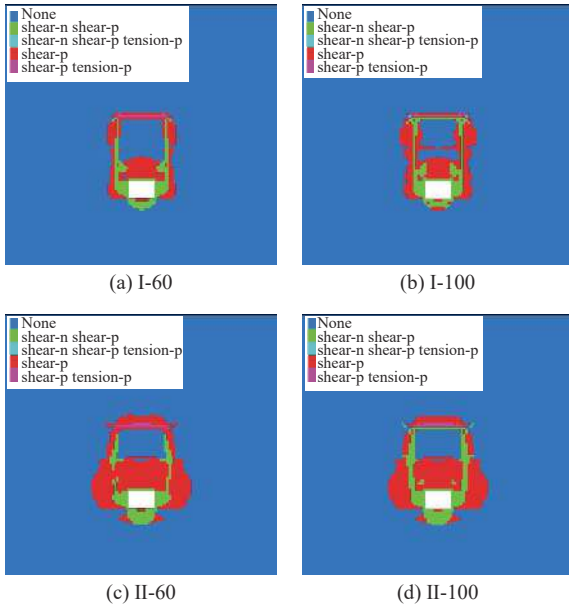 None
shear-n shear-p
shear-n shear-p tension-p
shear-p
shear-p tension-p
None
shear-n shear-p
shear-n shear-p tension-p
shear-p
shear-p tension-p
(a) I-60
(b) I-100
None
shear-n shear-p
shear-n shear-p tension-p
shear-p
shear-p tension-p
None
shear-n shear-p
shear-n shear-p tension-p
shear-p
shear-p tension-p
(c) II-60
(d) II-100